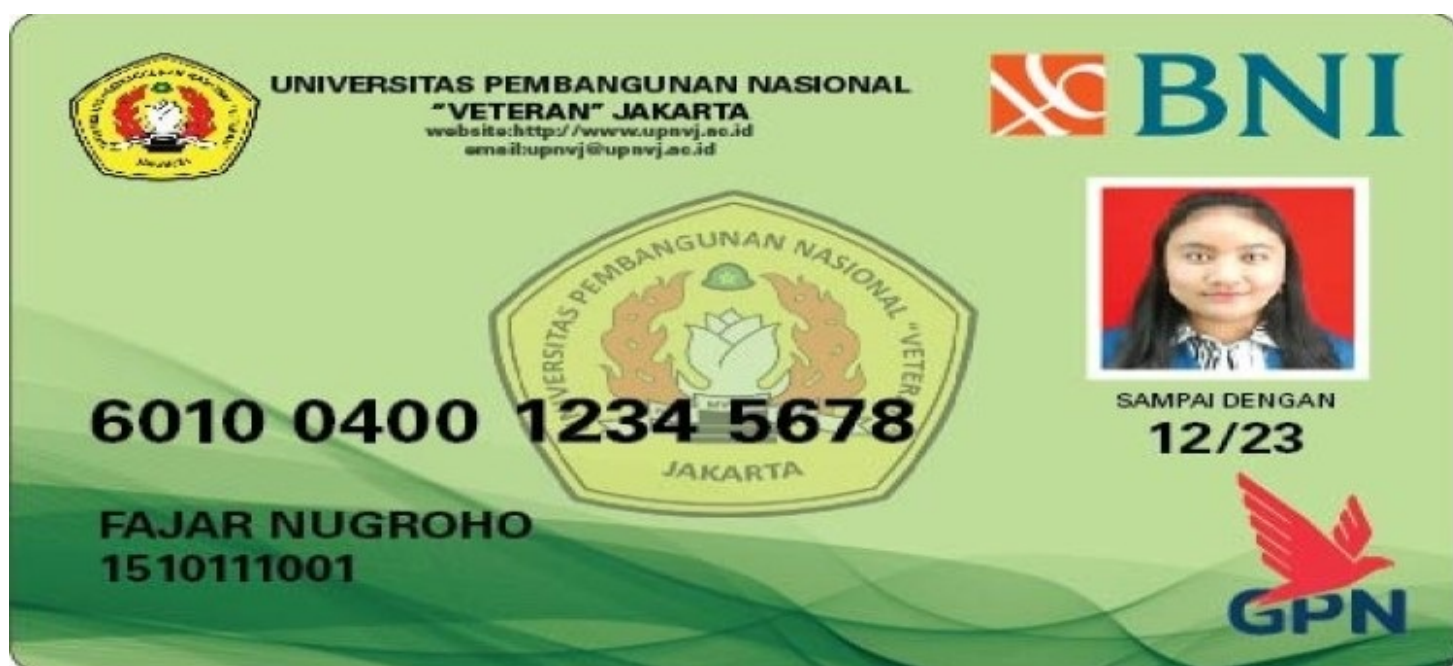 UNIVERSITAS PEMBANGUNAN NASIONAL
"VETERAN" JAKARTA
website:http://www.upnvj.ac.id
email:upnvj@upnvj.ac.id
BNI
UNIVERSITAS PEMBANGUNAN NASIONAL "VETER
JAKARTA
SAMPAI DENGAN
12/23
6010 0400 1234 5678
FAJAR NUGROHO
1510111001
GPN